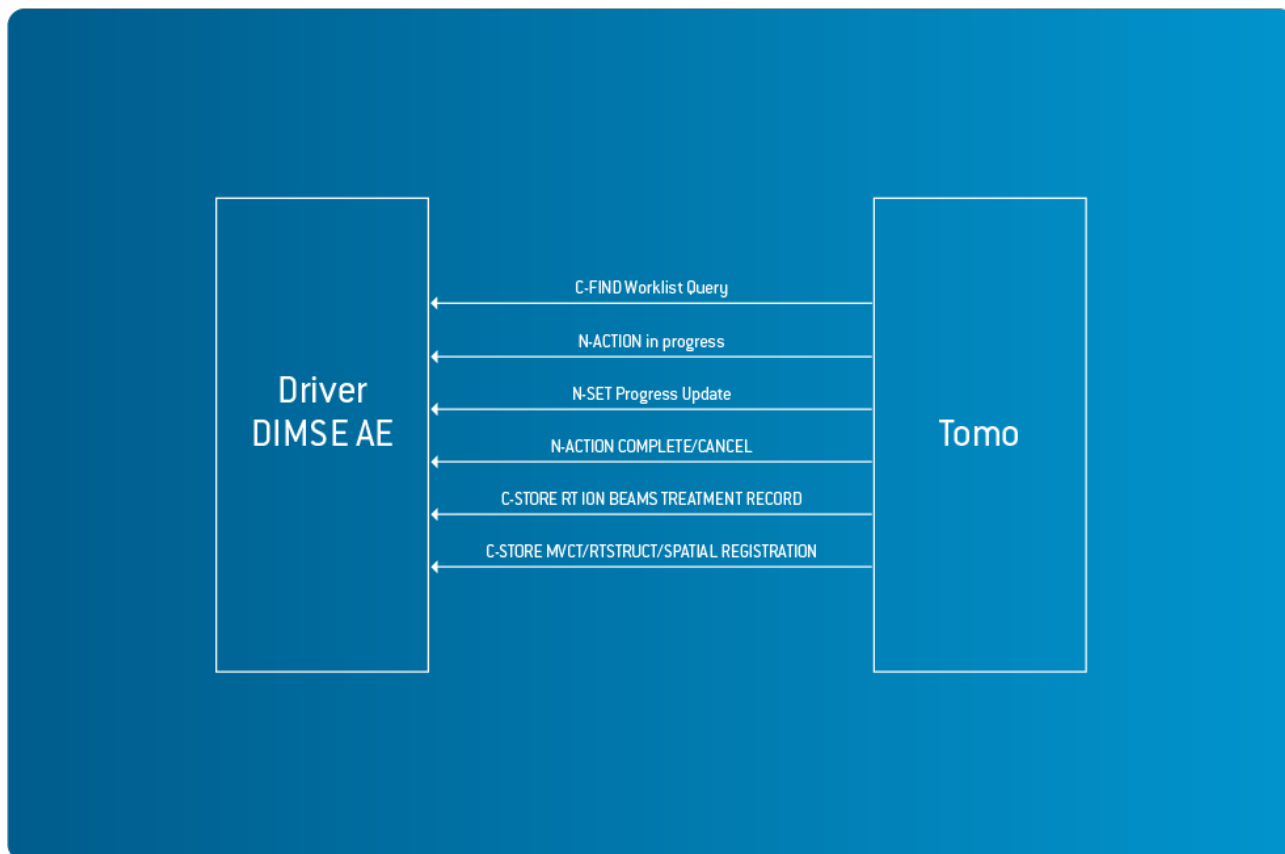 C-FIND Worklist Query
N-ACTION in progress
N-SET Progress Update
N-ACTION COMPLETE/CANCEL
C-STORE RT ION BEAMS TREATMENT RECORD
C-STORE MVCT/RTSTRUCT/SPATIAL REGISTRATION
Driver
DIMSE AE
Tomo